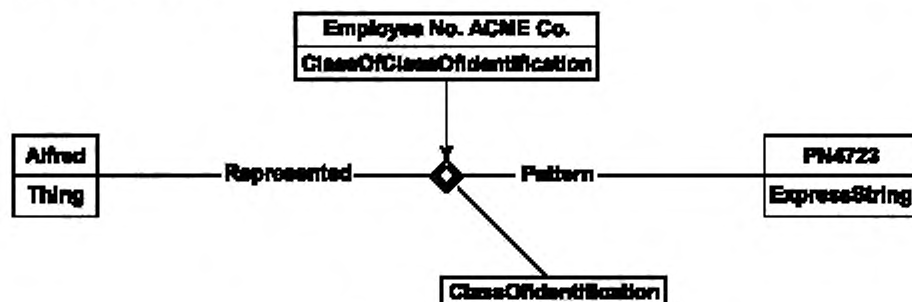 Employee No. ACME Co.
ClassOfClassOfIdentification
Alfred
Thing
Represented
Pattern
PN4723
ExpressString
ClassOfIdentification